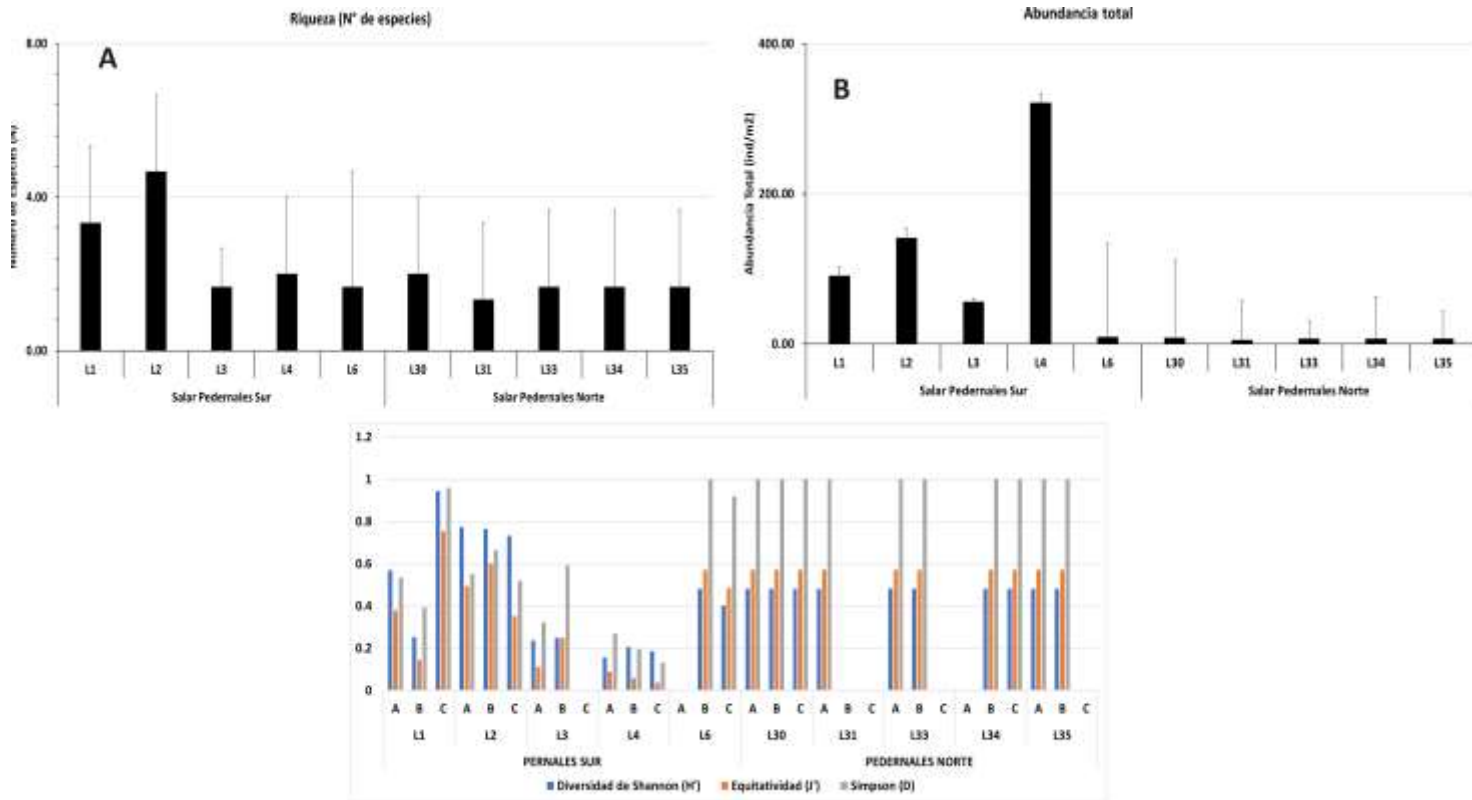 Riqueza (N° de especies)
A
Número de Especies (N)
8.00
4.00
0.00
L1 L2 L3 L4 L6 L30 L31 L33 L34 L35
Salar Pedernales Sur Salar Pedernales Norte
Abundancia total
B
Abundancia Total (ind/m2)
400.00
200.00
0.00
L1 L2 L3 L4 L6 L30 L31 L33 L34 L35
Salar Pedernales Sur Salar Pedernales Norte
1.2
1
0.8
0.6
0.4
0.2
0
A B C A B C A B C A B C A B C A B C A B C A B C A B C A B C
L1 L2 L3 L4 L6 L30 L31 L33 L34 L35
PERNALES SUR PEDERNALES NORTE
Diversidad de Shannon (H') Equitatividad (J') Simpson (D)